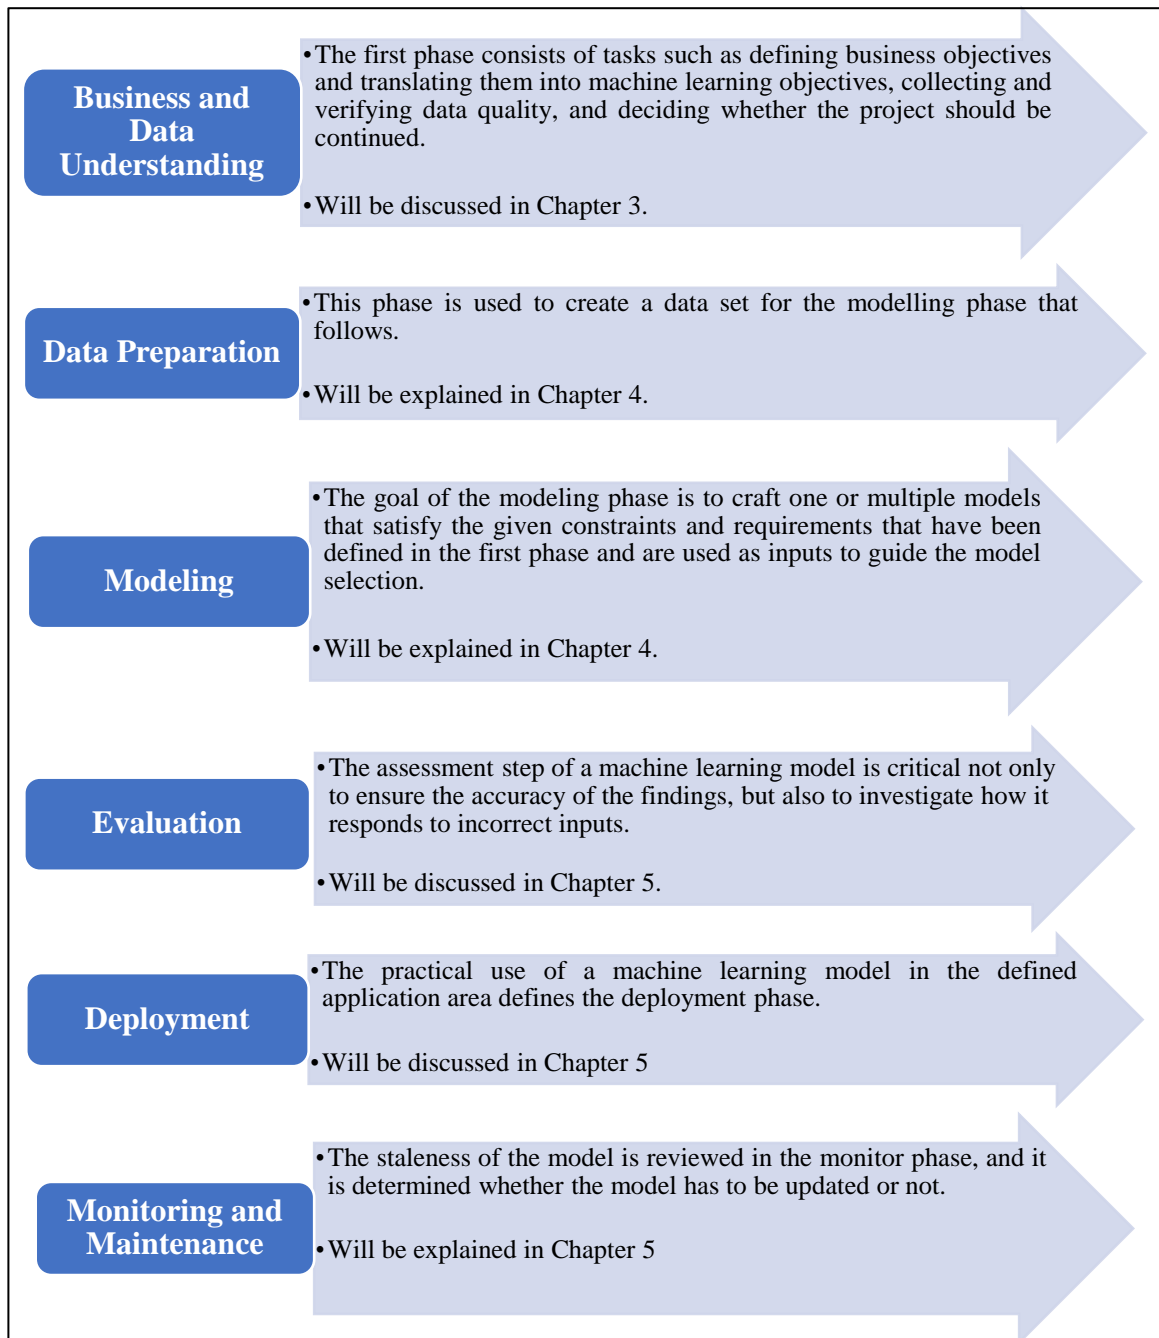 Business and
Data
Understanding
•The first phase consists of tasks such as defining business objectives
and translating them into machine learning objectives, collecting and
verifying data quality, and deciding whether the project should be
continued.
•Will be discussed in Chapter 3.
Data Preparation
•This phase is used to create a data set for the modelling phase that
follows.
•Will be explained in Chapter 4.
Modeling
•The goal of the modeling phase is to craft one or multiple models
that satisfy the given constraints and requirements that have been
defined in the first phase and are used as inputs to guide the model
selection.
•Will be explained in Chapter 4.
Evaluation
•The assessment step of a machine learning model is critical not only
to ensure the accuracy of the findings, but also to investigate how it
responds to incorrect inputs.
•Will be discussed in Chapter 5.
Deployment
•The practical use of a machine learning model in the defined
application area defines the deployment phase.
•Will be discussed in Chapter 5
Monitoring and
Maintenance
•The staleness of the model is reviewed in the monitor phase, and it
is determined whether the model has to be updated or not.
•Will be explained in Chapter 5